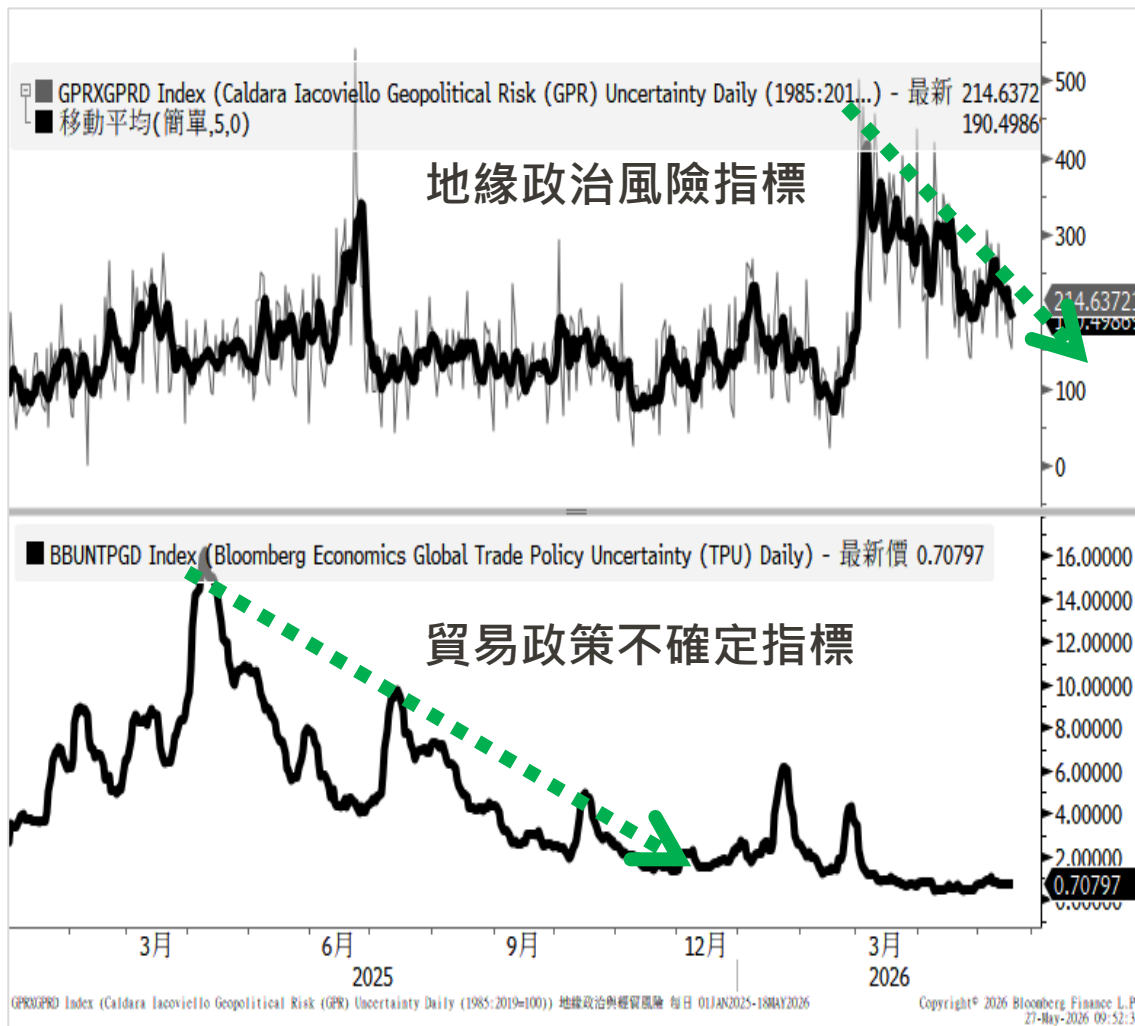 GPRXGPRD Index (Caldara Iacoviello Geopolitical Risk (GPR) Uncertainty Daily (1985:201...) - 最新 214.6372
移動平均(簡單,5,0) 190.4986
地緣政治風險指標
500
400
300
214.63721
100
0
BBUNTPGD Index (Bloomberg Economics Global Trade Policy Uncertainty (TPU) Daily) - 最新價 0.70797
貿易政策不確定指標
16.00000
14.00000
12.00000
10.00000
8.00000
6.00000
4.00000
2.00000
0.70797
0.00000
3月 6月 9月 12月 3月
2025 2026
GPRXGPRD Index (Caldara Iacoviello Geopolitical Risk (GPR) Uncertainty Daily (1985:2019=100)) 地緣政治與經貿風險 每日 01JAN2025-18MAY2026
Copyright© 2026 Bloomberg Finance L.P
27-May-2026 09:52:3